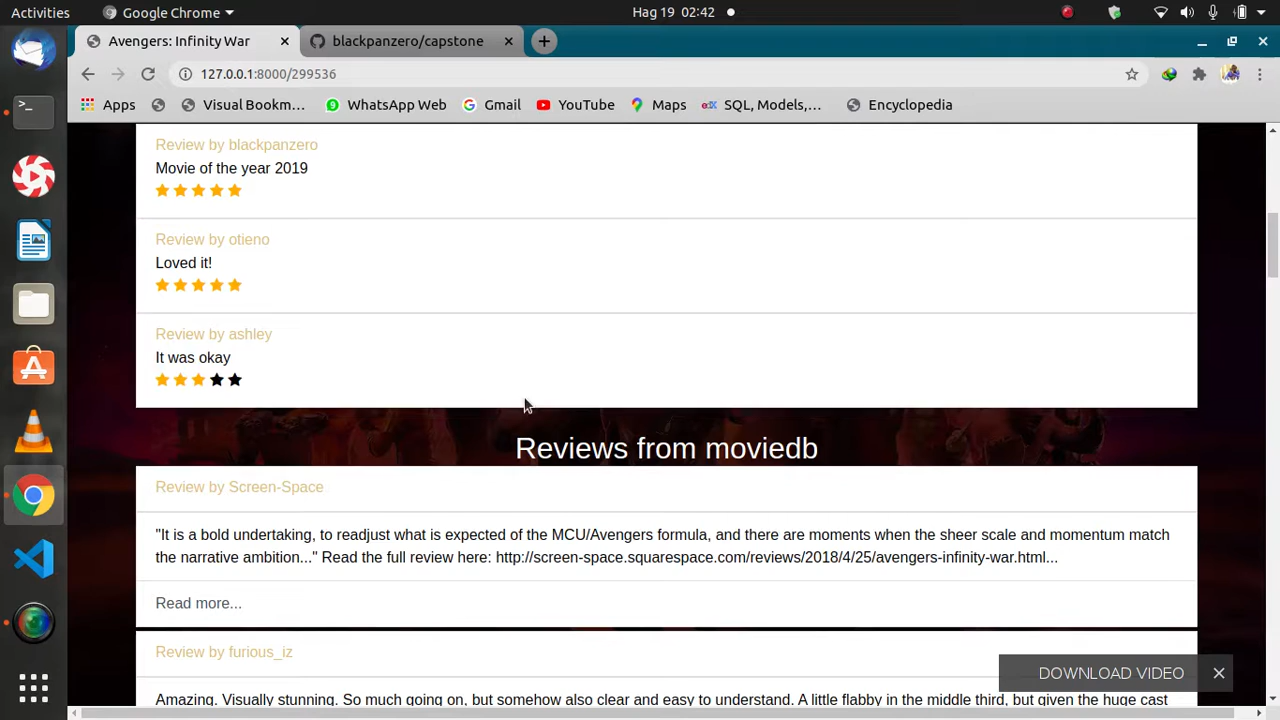 Activities Google Chrome Hag 19 02:42
Avengers: Infinity War blackpanzero/capstone
127.0.0.1:8000/299536
Apps Visual Bookm... WhatsApp Web Gmail YouTube Maps SQL, Models,... Encyclopedia
Review by blackpanzero
Movie of the year 2019
Review by otieno
Loved it!
Review by ashley
It was okay
Reviews from moviedb
Review by Screen-Space
"It is a bold undertaking, to readjust what is expected of the MCU/Avengers formula, and there are moments when the sheer scale and momentum match
the narrative ambition..." Read the full review here: http://screen-space.squarespace.com/reviews/2018/4/25/avengers-infinity-war.html...
Read more...
Review by furious_iz
DOWNLOAD VIDEO
Amazing. Visually stunning. So much going on, but somehow also clear and easy to understand. A little flabby in the middle third, but given the huge cast